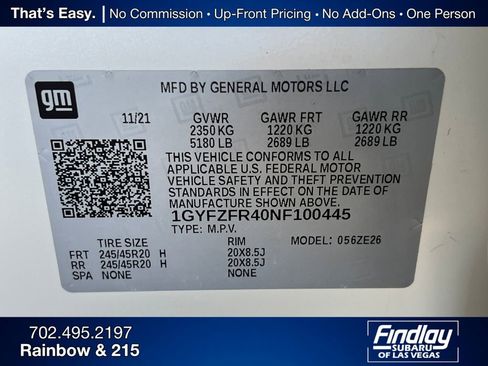 That's Easy. | No Commission • Up-Front Pricing • No Add-Ons • One Person
gm
MFD BY GENERAL MOTORS LLC
11/21 GVWR GAWR FRT GAWR RR
2350 KG 1220 KG 1220 KG
5180 LB 2689 LB 2689 LB
THIS VEHICLE CONFORMS TO ALL
APPLICABLE U.S. FEDERAL MOTOR
VEHICLE SAFETY AND THEFT PREVENTION
STANDARDS IN EFFECT ON THE DATE OF
MANUFACTURE SHOWN ABOVE.
1GYFZFR40NF100445
TYPE: M.P.V. MODEL: 056ZE26
TIRE SIZE RIM
FRT 245/45R20 H 20X8.5J
RR 245/45R20 H 20X8.5J
SPA NONE NONE
702.495.2197
Rainbow & 215
Findlay
SUBARU
OF LAS VEGAS